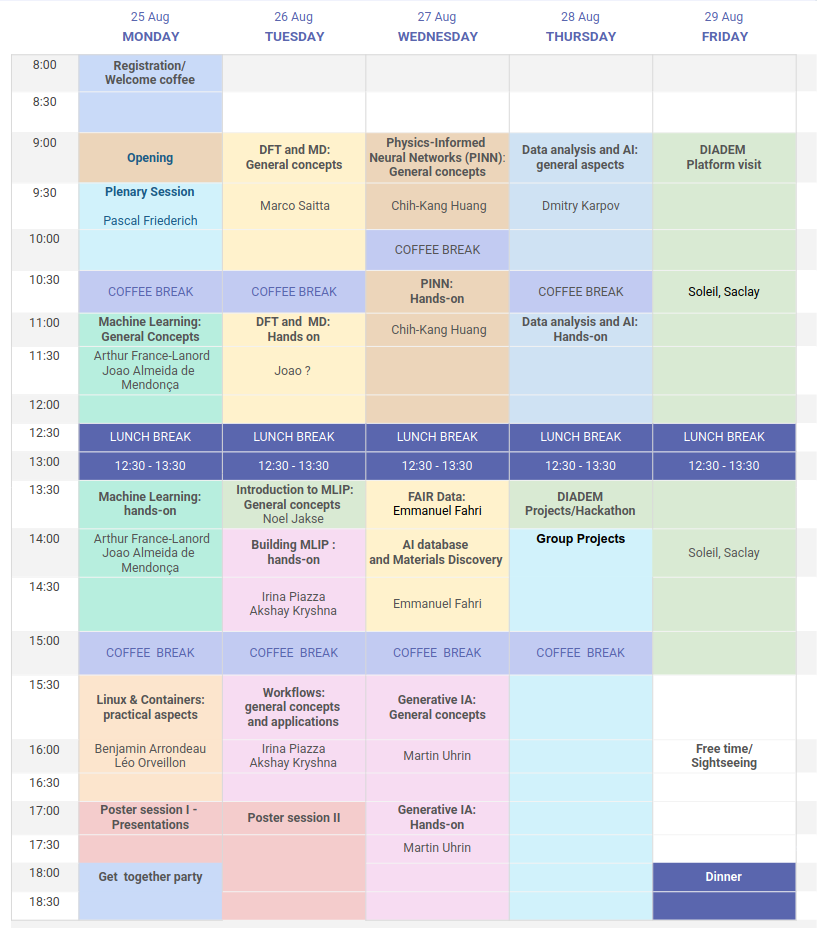 25 Aug 26 Aug 27 Aug 28 Aug 29 Aug
MONDAY TUESDAY WEDNESDAY THURSDAY FRIDAY
8:00 Registration/
Welcome coffee
8:30
9:00 Opening
DFT and MD:
General concepts
Physics-Informed
Neural Networks (PINN):
General concepts
Data analysis and AI:
general aspects
DIADEM
Platform visit
9:30 Plenary Session
Pascal Friederich
Marco Saitta
Chih-Kang Huang
Dmitry Karpov
10:00 COFFEE BREAK
10:30 COFFEE BREAK
COFFEE BREAK
PINN:
Hands-on
COFFEE BREAK
Soleil, Saclay
11:00 Machine Learning:
General Concepts
DFT and MD:
Hands on
Chih-Kang Huang
Data analysis and AI:
Hands-on
11:30 Arthur France-Lanord
Joao Almeida de
Mendonça
Joao ?
12:00
12:30 LUNCH BREAK LUNCH BREAK LUNCH BREAK LUNCH BREAK LUNCH BREAK
13:00 12:30 - 13:30 12:30 - 13:30 12:30 - 13:30 12:30 - 13:30 12:30 - 13:30
13:30 Machine Learning:
hands-on
Introduction to MLIP:
General concepts
Noel Jakse
FAIR Data:
Emmanuel Fahri
DIADEM
Projects/Hackathon
14:00 Arthur France-Lanord
Joao Almeida de
Mendonça
Building MLIP :
hands-on
AI database
and Materials Discovery
Group Projects
Soleil, Saclay
14:30 Irina Piazza
Akshay Kryshna
Emmanuel Fahri
15:00 COFFEE BREAK COFFEE BREAK COFFEE BREAK COFFEE BREAK
15:30 Linux & Containers:
practical aspects
Workflows:
general concepts
and applications
Generative IA:
General concepts
16:00 Benjamin Arrondeau
Léo Orveillon
Irina Piazza
Akshay Kryshna
Martin Uhrin
Free time/
Sightseeing
16:30
17:00 Poster session I -
Presentations
Poster session II
Generative IA:
Hands-on
17:30 Martin Uhrin
18:00 Get together party
Dinner
18:30